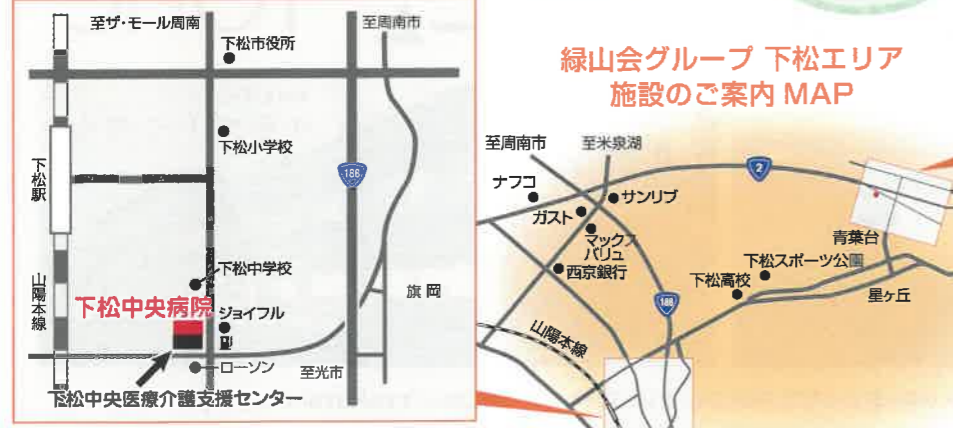 至ザ・モール周南
至周南市
下松市役所
下松小学校
下松駅
188
山陽本線
下松中学校
下松中央病院
ジョイフル
旗岡
ローソン
至光市
下松中央医療介護支援センター
緑山会グループ 下松エリア
施設のご案内 MAP
至周南市
至米泉湖
2
ナフコ
サンリブ
ガスト
マックス
バリュ
西京銀行
青葉台
下松スポーツ公園
下松高校
星ヶ丘
188
山陽本線